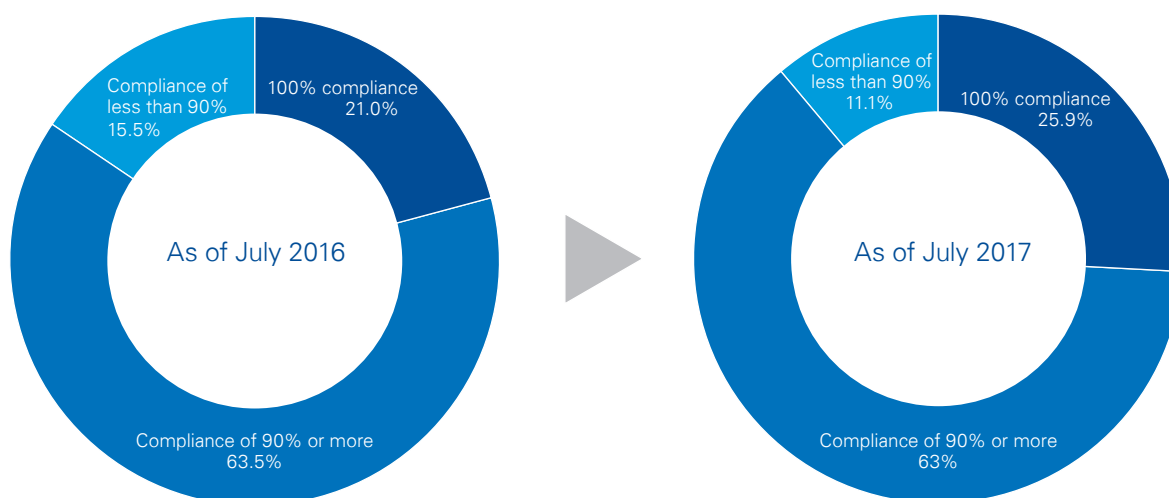 Compliance of
less than 90%
15.5%
100% compliance
21.0%
As of July 2016
Compliance of 90% or more
63.5%
Compliance of
less than 90%
11.1%
100% compliance
25.9%
As of July 2017
Compliance of 90% or more
63%